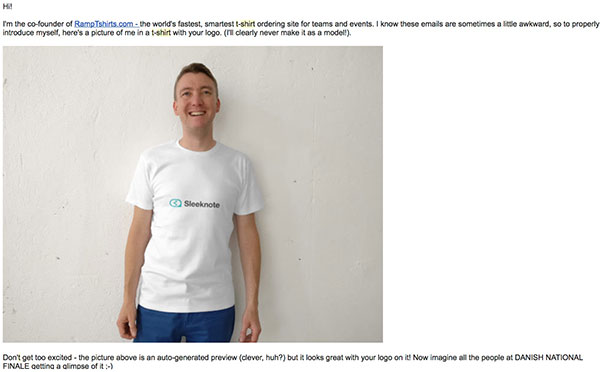 Hi!
I'm the co-founder of RampTshirts.com - the world's fastest, smartest t-shirt ordering site for teams and events. I know these emails are sometimes a little awkward, so to properly
introduce myself, here's a picture of me in a t-shirt with your logo. (I'll clearly never make it as a model!).
Sleeknote
Don't get too excited - the picture above is an auto-generated preview (clever, huh?) but it looks great with your logo on it! Now imagine all the people at DANISH NATIONAL
FINALE getting a glimpse of it ;-)